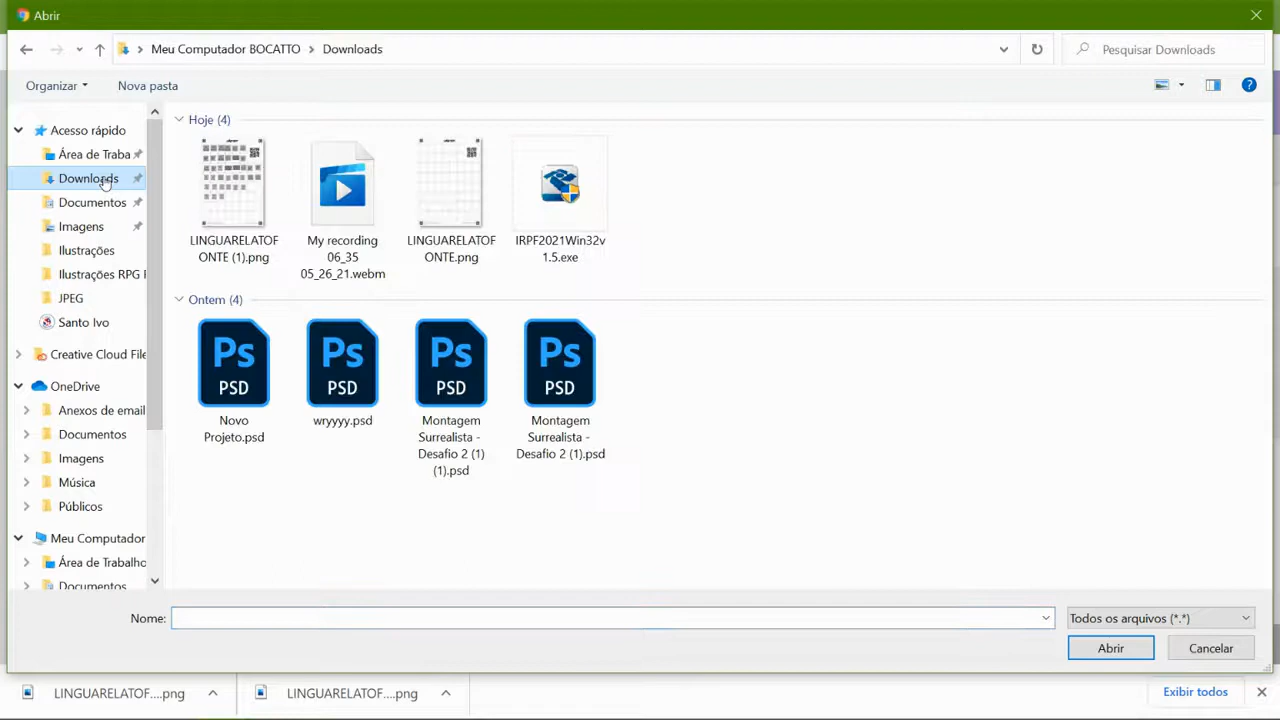 Abrir
Meu Computador BOCATTO > Downloads
Pesquisar Downloads
Organizar
Nova pasta
Acesso rápido
Área de Traba
Downloads
Documentos
Imagens
Ilustrações
Ilustrações RPG
JPEG
Santo Ivo
Creative Cloud File
OneDrive
Anexos de email
Documentos
Imagens
Música
Públicos
Meu Computador
Área de Trabalho
Documentos
Hoje (4)
LINGUARELATOF
ONTE (1).png
My recording
06_35
05_26_21.webm
LINGUARELATOF
ONTE.png
IRPF2021Win32v
1.5.exe
Ontem (4)
Ps
PSD
Novo
Projeto.psd
Ps
PSD
wryyyy.psd
Ps
PSD
Montagem
Surrealista -
Desafio 2 (1)
(1).psd
Ps
PSD
Montagem
Surrealista -
Desafio 2 (1).psd
Nome:
Todos os arquivos (*.*)
Abrir
Cancelar
LINGUARELATOF....png
LINGUARELATOF....png
Exibir todos